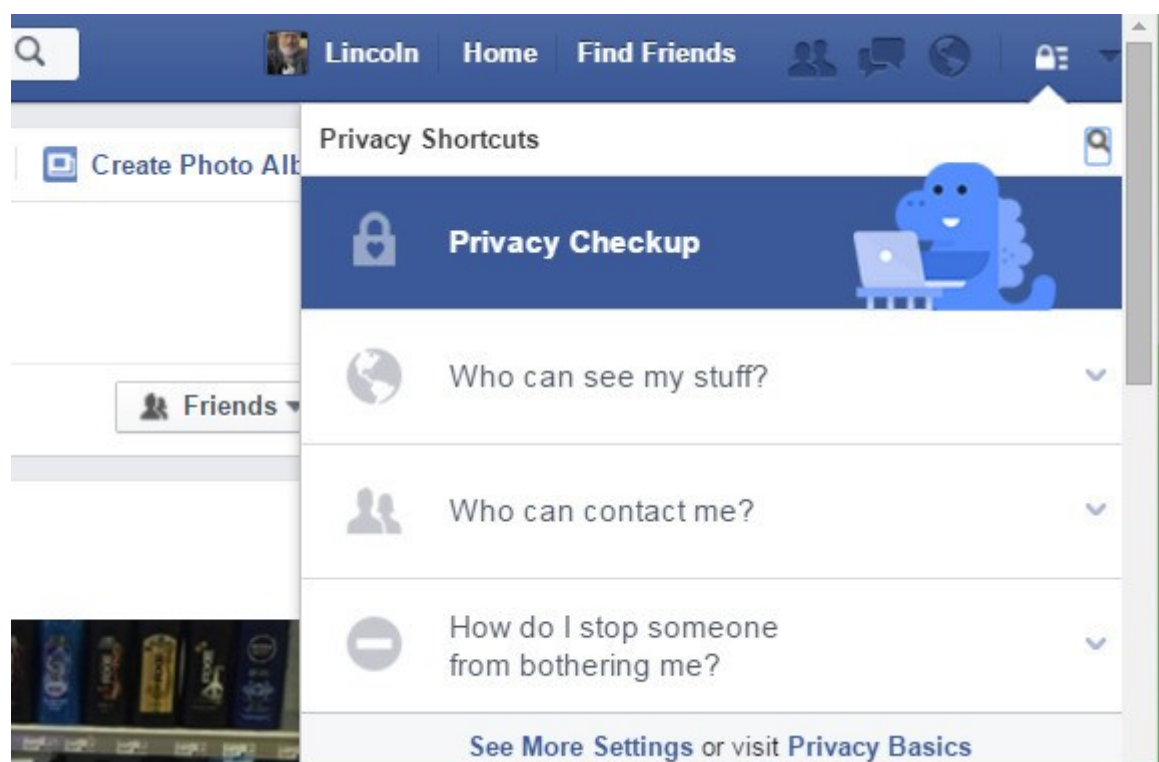 Lincoln Home Find Friends
Privacy Shortcuts
Create Photo Alb
Privacy Checkup
Who can see my stuff?
Friends
Who can contact me?
How do I stop someone
from bothering me?
See More Settings or visit Privacy Basics